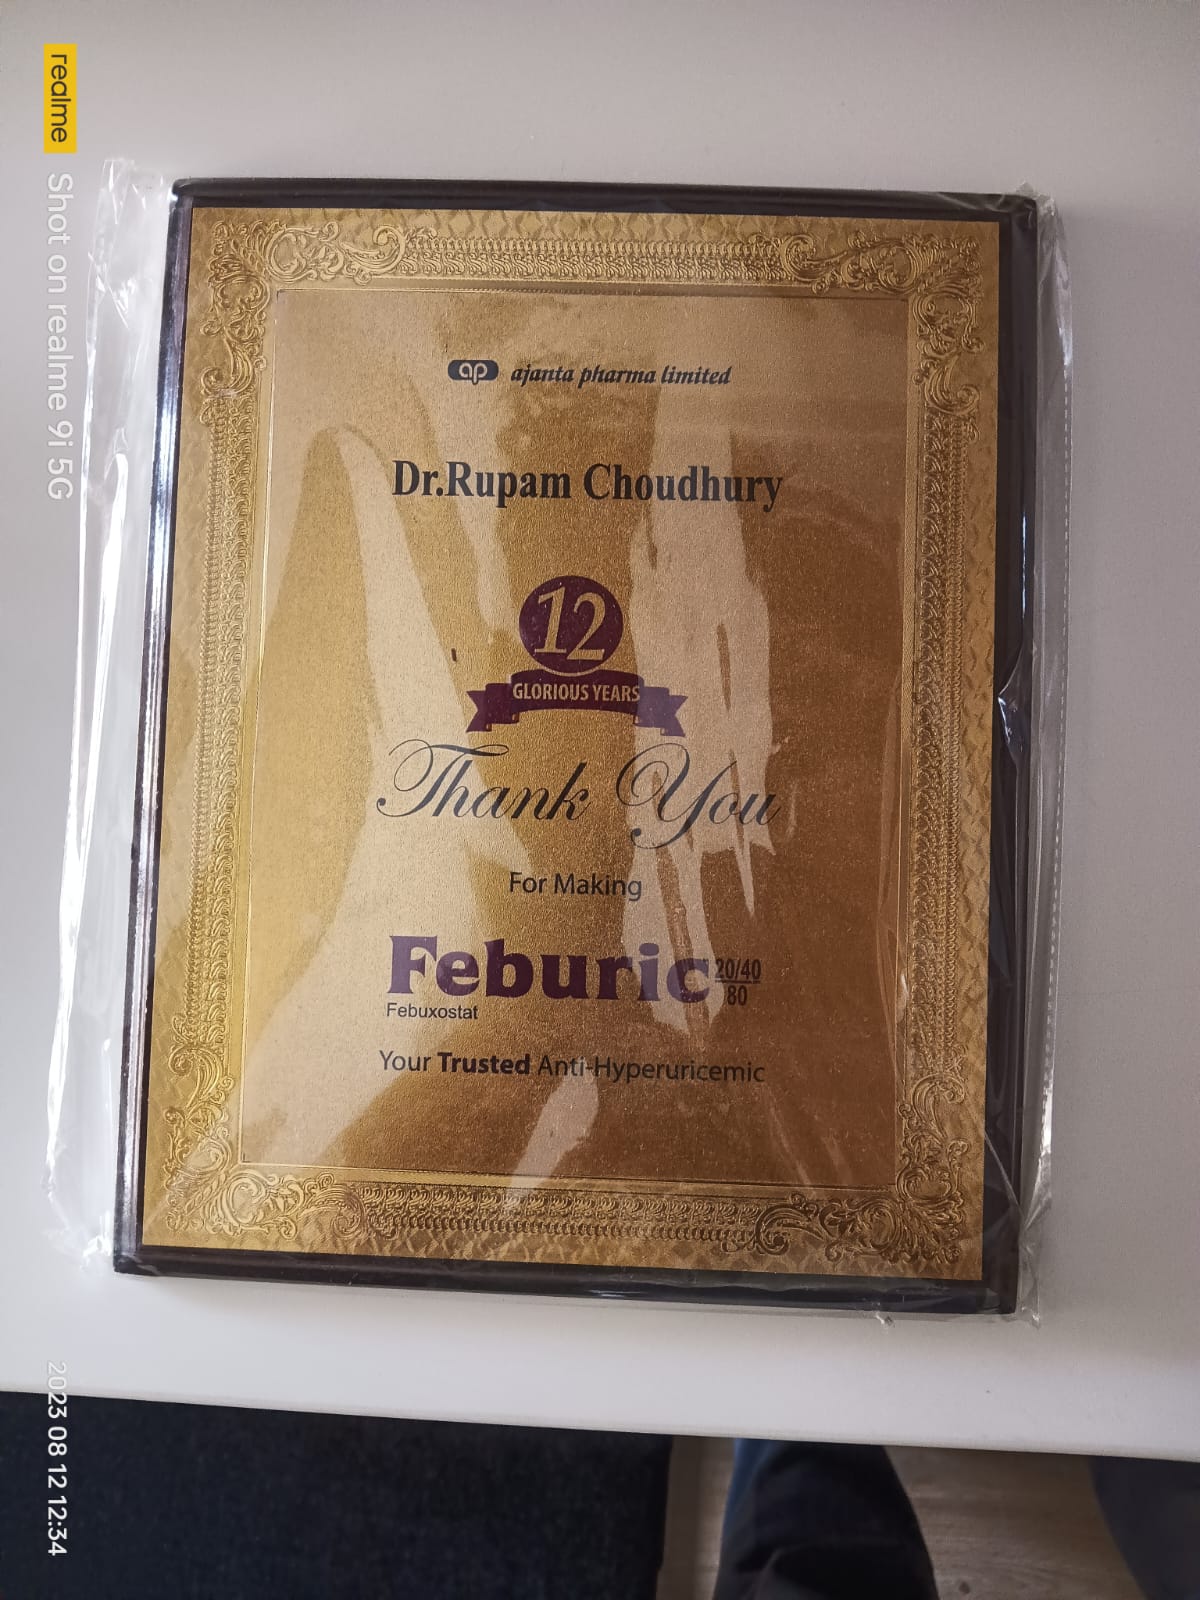 ap ajanta pharma limited
Dr.Rupam Choudhury
12
GLORIOUS YEARS
Thank You
For Making
Feburic 20/40
80
Febuxostat
Your Trusted Anti-Hyperuricemic
realme Shot on realme 9i 5G
2023 08 12 12:34